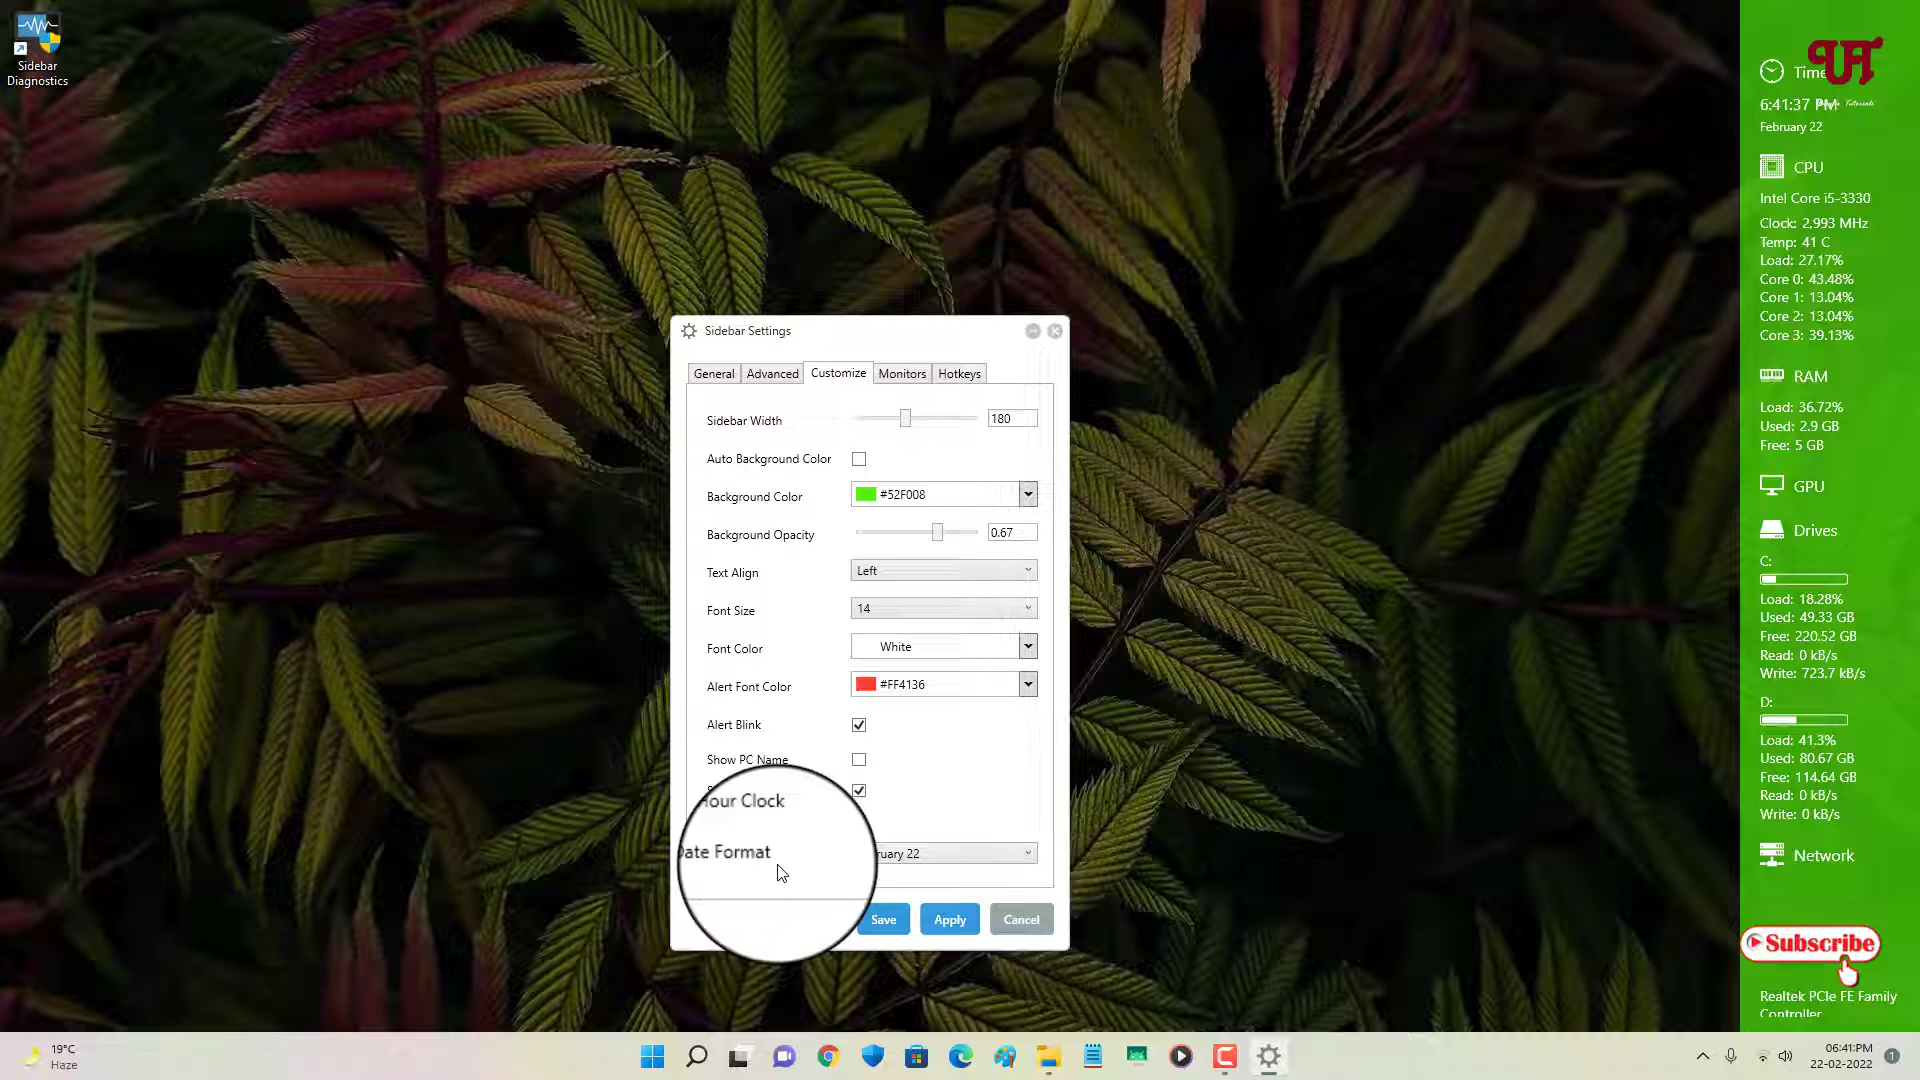 Sidebar
Diagnostics
Sidebar Settings
General
Advanced
Customize
Monitors
Hotkeys
Sidebar Width
180
Auto Background Color
Background Color
#52F008
Background Opacity
0.67
Text Align
Left
Font Size
14
Font Color
White
Alert Font Color
#FF4136
Alert Blink
Show PC Name
Hour Clock
Date Format
ruary 22
Save
Apply
Cancel
Time
6:41:37 PM
February 22
CPU
Intel Core i5-3330
Clock: 2,993 MHz
Temp: 41 C
Load: 27.17%
Core 0: 43.48%
Core 1: 13.04%
Core 2: 13.04%
Core 3: 39.13%
RAM
Load: 36.72%
Used: 2.9 GB
Free: 5 GB
GPU
Drives
C:
Load: 18.28%
Used: 49.33 GB
Free: 220.52 GB
Read: 0 kB/s
Write: 723.7 kB/s
D:
Load: 41.3%
Used: 80.67 GB
Free: 114.64 GB
Read: 0 kB/s
Write: 0 kB/s
Network
Subscribe
Realtek PCIe FE Family
Controller
19°C
Haze
06:41:PM
22-02-2022
1